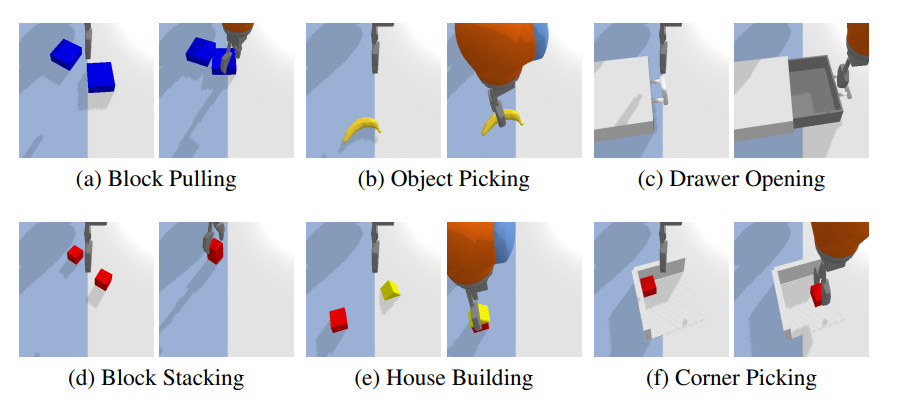 (a) Block Pulling
(b) Object Picking
(c) Drawer Opening
(d) Block Stacking
(e) House Building
(f) Corner Picking